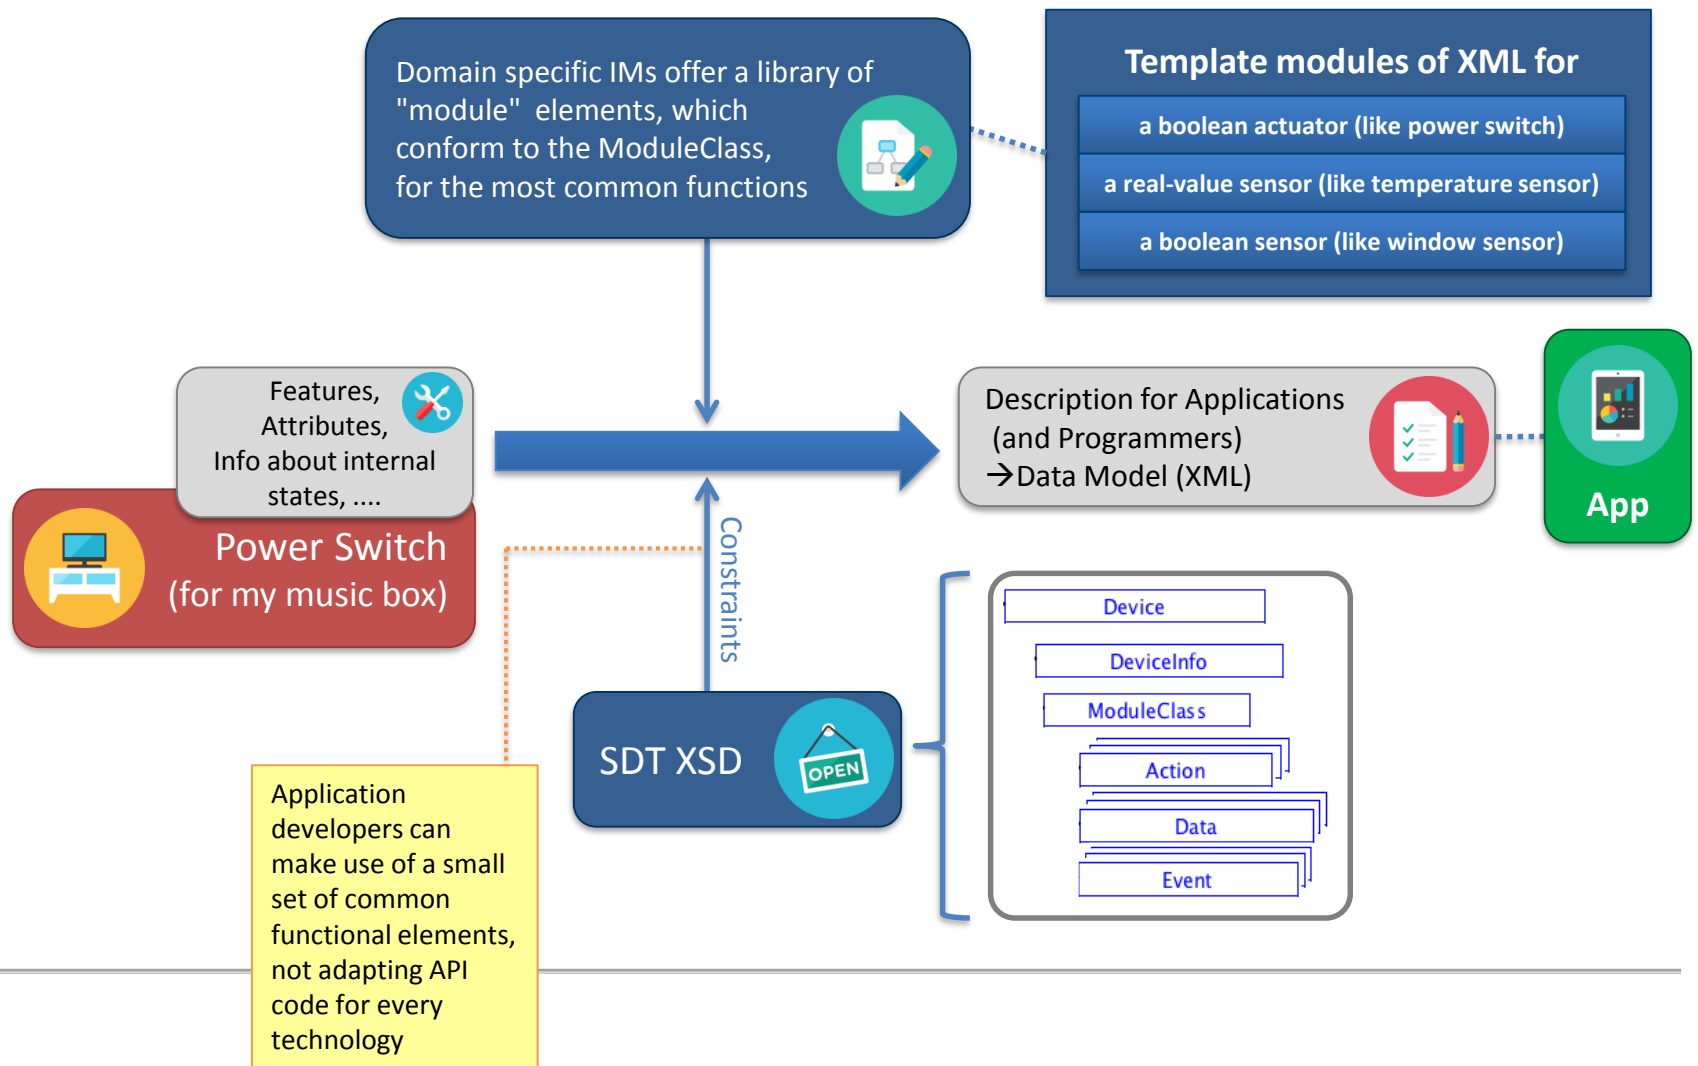 Domain specific IMs offer a library of
"module" elements, which
conform to the ModuleClass,
for the most common functions
Template modules of XML for
a boolean actuator (like power switch)
a real-value sensor (like temperature sensor)
a boolean sensor (like window sensor)
Features,
Attributes,
Info about internal
states, ....
Power Switch
(for my music box)
Description for Applications
(and Programmers)
→Data Model (XML)
App
Constraints
SDT XSD
OPEN
Device
DeviceInfo
ModuleClass
Action
Data
Event
Application
developers can
make use of a small
set of common
functional elements,
not adapting API
code for every
technology